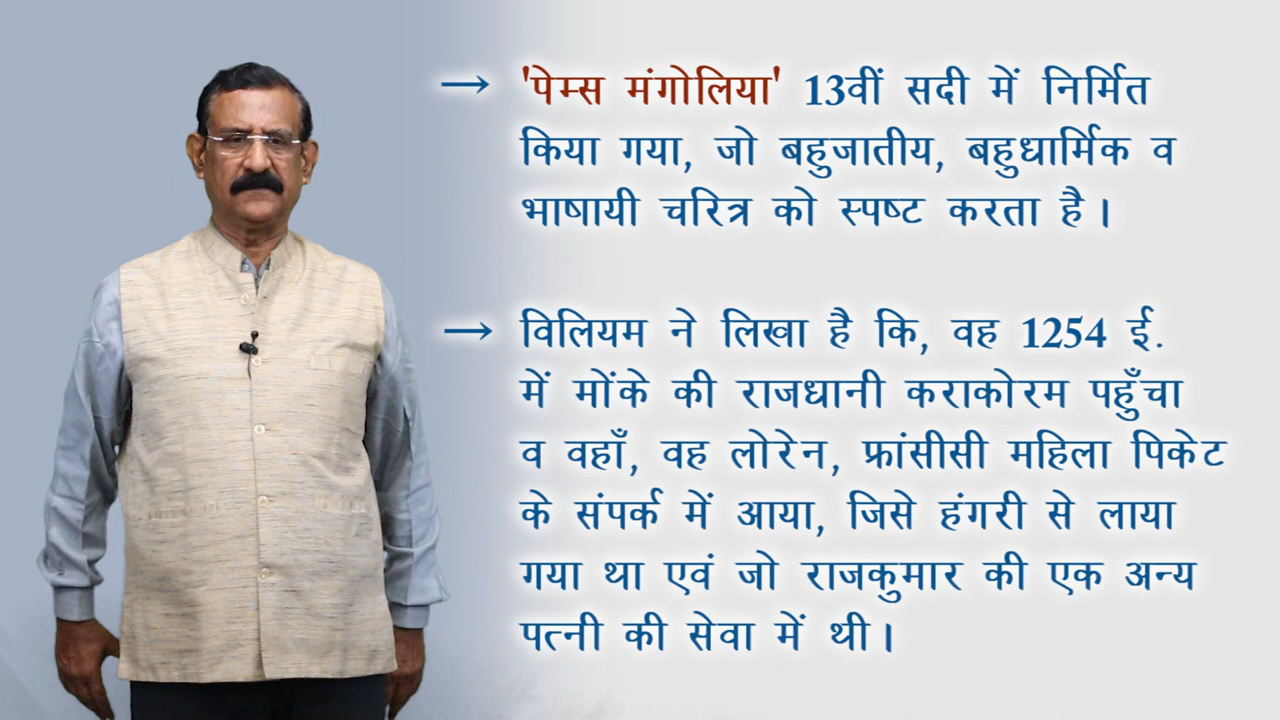 → 'पेम्स मंगोलिया' 13वीं सदी में निर्मित
किया गया, जो बहुजातीय, बहुधार्मिक व
भाषायी चरित्र को स्पष्ट करता है।
→ विलियम ने लिखा है कि, वह 1254 ई.
में मोंके की राजधानी कराकोरम पहुँचा
व वहाँ, वह लोरेन, फ्रांसीसी महिला पिकेट
के संपर्क में आया, जिसे हंगरी से लाया
गया था एवं जो राजकुमार की एक अन्य
पत्नी की सेवा में थी।